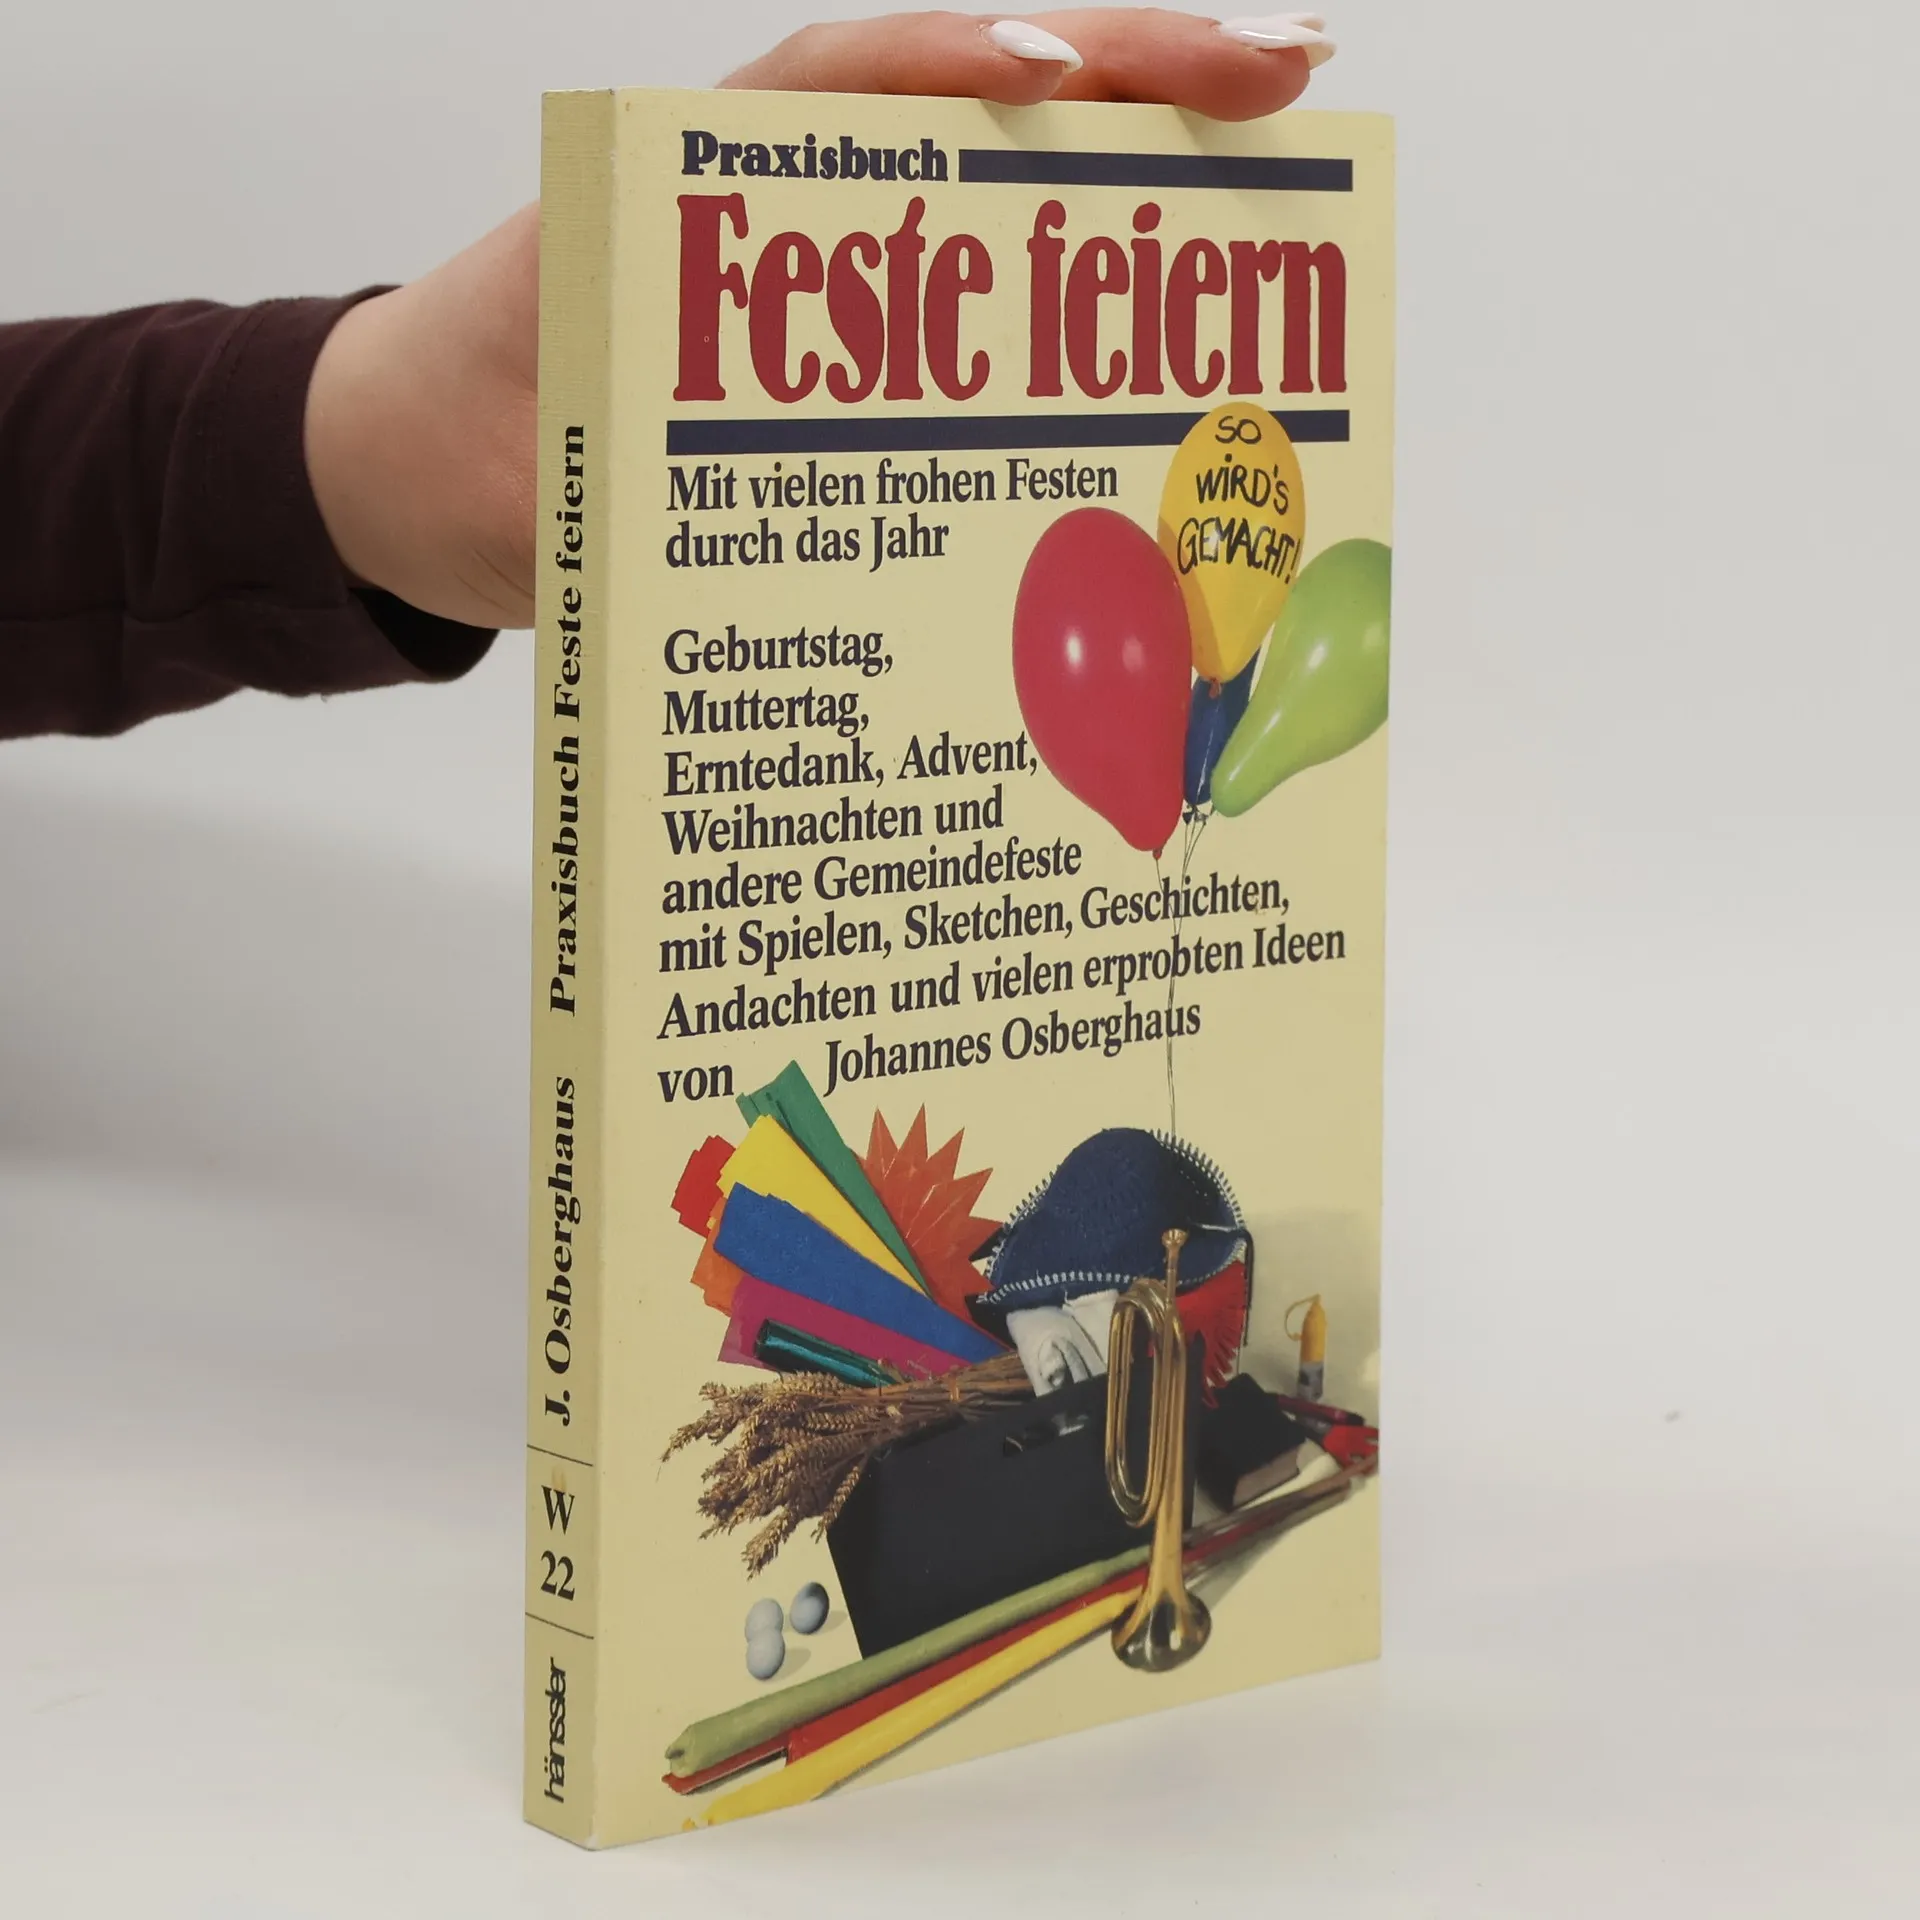 Praxisbuch
Feste feiern
Mit vielen frohen Festen
durch das Jahr
SO
WIRD'S
GEMACHT!
Geburtstag,
Muttertag,
Erntedank, Advent,
Weihnachten und
andere Gemeindefeste
mit Spielen, Sketchen, Geschichten,
Andachten und vielen erprobten Ideen
von Johannes Osberghaus
J. Osberghaus Praxisbuch Feste feiern
W
22
hänssler